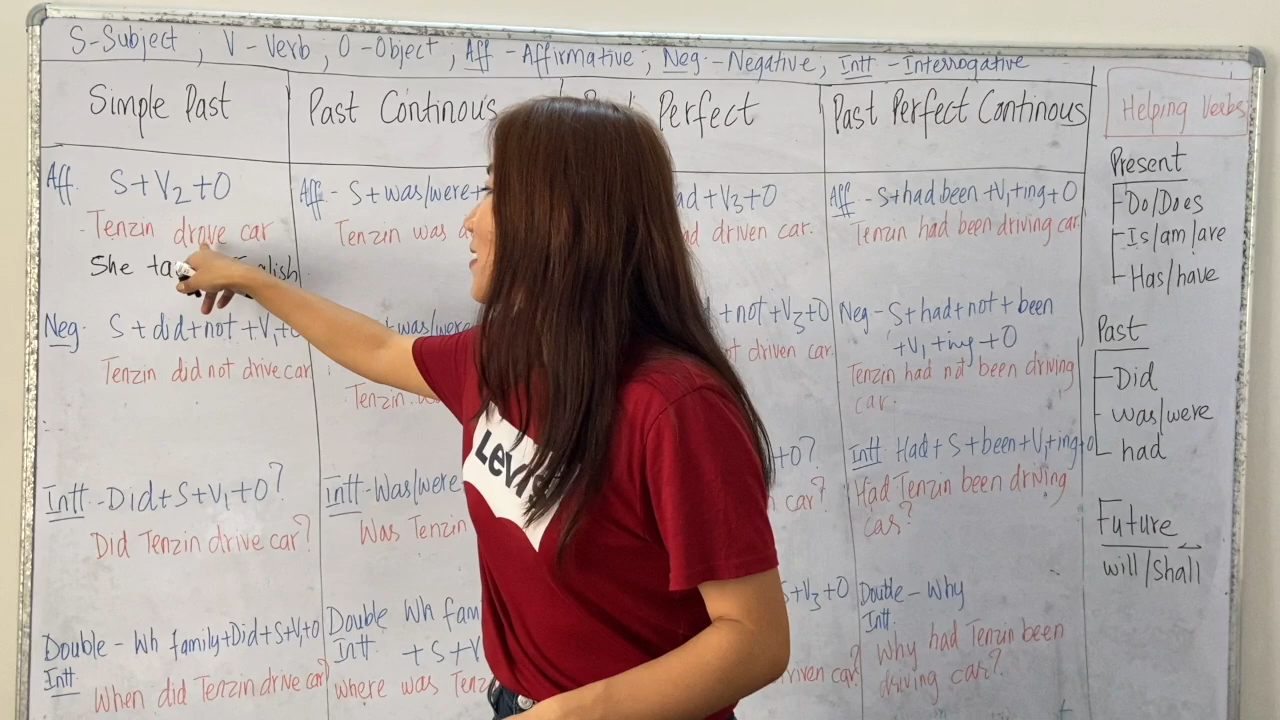 S-Subject ; V-Verb ; O-Object ; Aff -Affirmative ; Neg.-Negative ; Intt -Interrogative
Simple Past
Aff. S+V2+O
Tenzin drove car
She
Neg. S+did+not+V1+O
Tenzin did not drive car
Intt.-Did+S+V1+O?
Did Tenzin drive car?
Double-Wh family+Did+S+V1+O
Intt
When did Tenzin drive car?
Past Continous
Aff.-S+was/were+
Tenzin was
+was/were
Tenzin
Intt-Was/were
Was Tenzin
Double Wh fam
Intt. +S+V
Where was Tenz
Perfect
ad+V3+O
driven car.
+not+V3+O
driven car
+O?
car?
S+V3+O
driven car?
Past Perfect Continous
Aff-S+had been+V1+ing+O
Tenzin had been driving car.
Neg-S+had+not+been
+V1+ing+O
Tenzin had not been driving
car.
Intt. Had+S+been+V1+ing+O
Had Tenzin been driving
car?
Double-Why
Intt.
Why had Tenzin been
driving car?
Helping Verbs
Present
Do/Does
Is/am/are
Has/have
Past
Did
was/were
had
Future
will/shall
Levi's